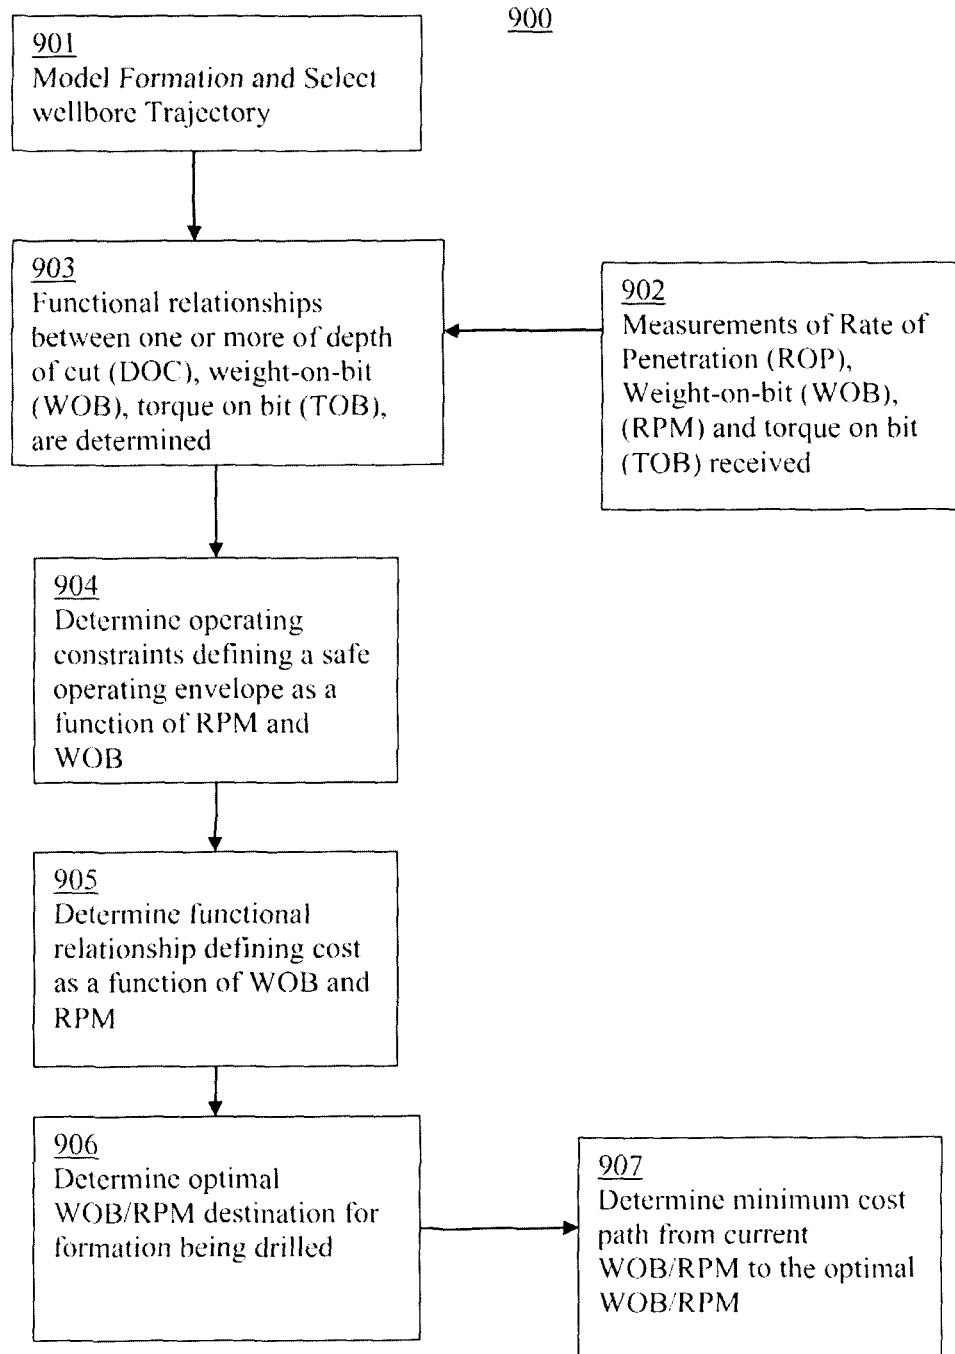 900
901
Model Formation and Select
wellbore Trajectory
903
Functional relationships
between one or more of depth
of cut (DOC), weight-on-bit
(WOB), torque on bit (TOB),
are determined
902
Measurements of Rate of
Penetration (ROP),
Weight-on-bit (WOB),
(RPM) and torque on bit
(TOB) received
904
Determine operating
constraints defining a safe
operating envelope as a
function of RPM and
WOB
905
Determine functional
relationship defining cost
as a function of WOB and
RPM
906
Determine optimal
WOB/RPM destination for
formation being drilled
907
Determine minimum cost
path from current
WOB/RPM to the optimal
WOB/RPM